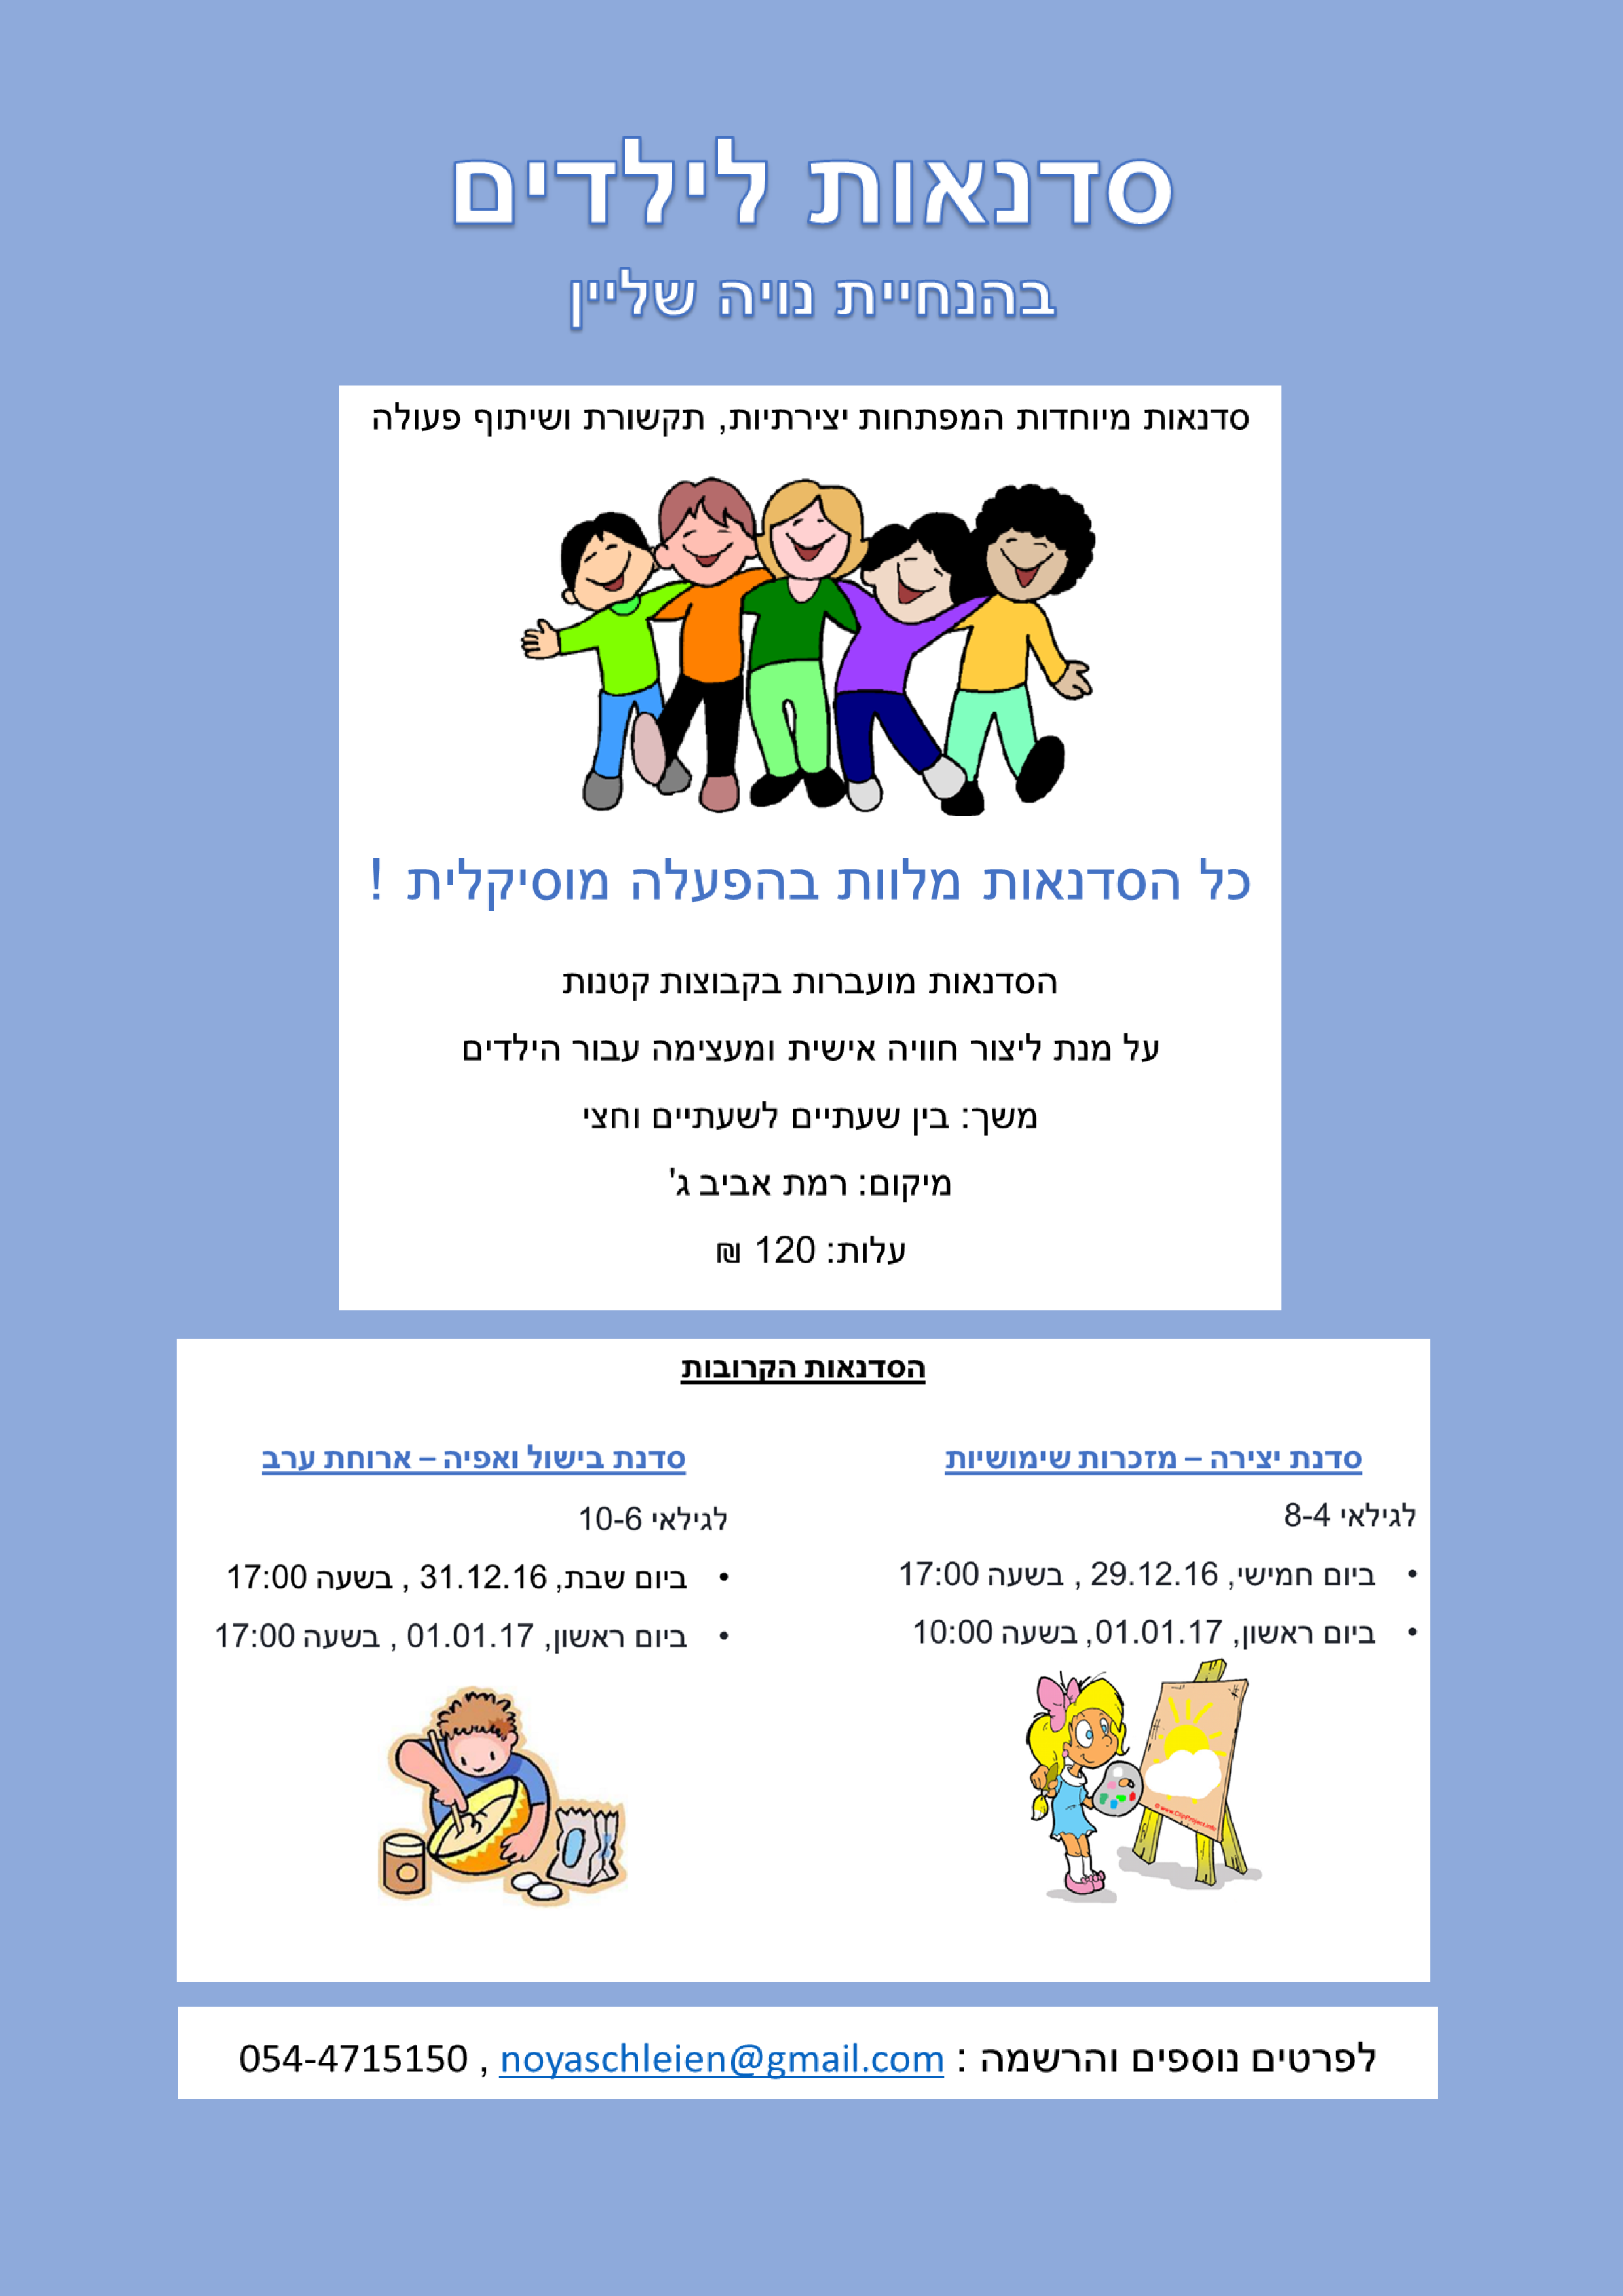 סדנאות לילדים
בהנחיית נויה שליין
סדנאות מיוחדות המפתחות יצירתיות, תקשורת ושיתוף פעולה
כל הסדנאות מלוות בהפעלה מוסיקלית !
הסדנאות מועברות בקבוצות קטנות
על מנת ליצור חוויה אישית ומעצימה עבור הילדים
משך: בין שעתיים לשעתיים וחצי
מיקום: רמת אביב ג'
עלות: 120 ₪
הסדנאות הקרובות
סדנת יצירה – מזכרות שימושיות
לגילאי 8-4
• ביום חמישי, 29.12.16 , בשעה 17:00
• ביום ראשון, 01.01.17, בשעה 10:00
סדנת בישול ואפיה – ארוחת ערב
לגילאי 10-6
• ביום שבת, 31.12.16 , בשעה 17:00
• ביום ראשון, 01.01.17 , בשעה 17:00
לפרטים נוספים והרשמה : noyaschleien@gmail.com , 054-4715150